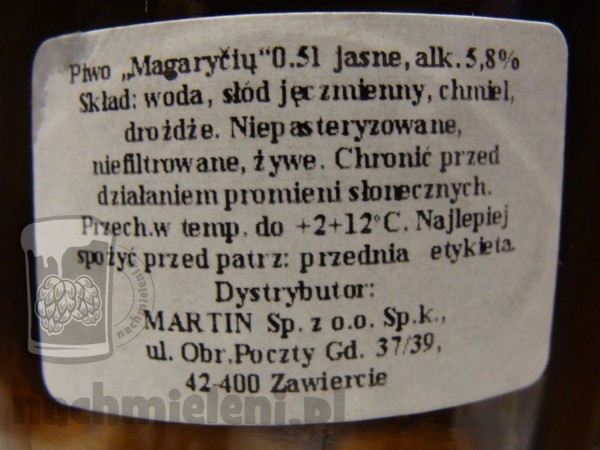 Piwo „Magaryčių“ 0.5l jasne, alk. 5,8%
Skład: woda, słód jęczmienny, chmiel,
drożdże. Niepasteryzowane,
niefiltrowane, żywe. Chronić przed
działaniem promieni słonecznych.
Przech.w temp. do +2+12°C. Najlepiej
spożyć przed patrz: przednia etykieta.
Dystrybutor:
MARTIN Sp. z o.o. Sp.k.,
ul. Obr.Poczty Gd. 37/39,
42-400 Zawiercie
nachmieleni
nachmieleni.pl